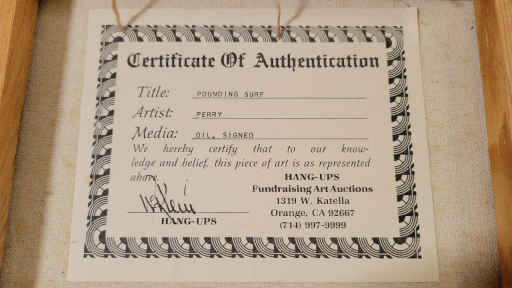 Certificate Of Authentication
Title: POUNDING SURF
Artist: PERRY
Media: OIL, SIGNED
We hereby certify that to our know-
ledge and belief, this piece of art is as represented
above.
HANG-UPS
HANG-UPS
Fundraising Art Auctions
1319 W. Katella
Orange, CA 92667
(714) 997-9999